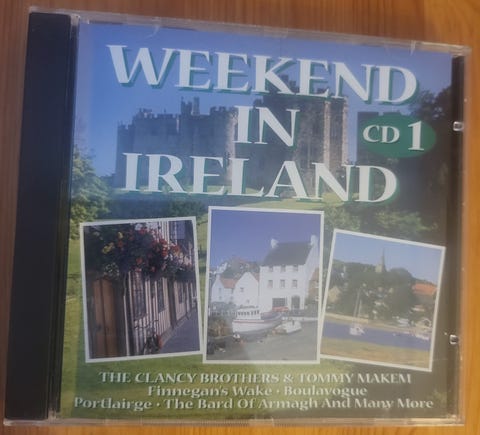 WEEKEND
IN
CD 1
IRELAND
THE CLANCY BROTHERS & TOMMY MAKEM
Finnegan's Wake · Boulavogue
Portlairge · The Bard Of Armagh And Many More